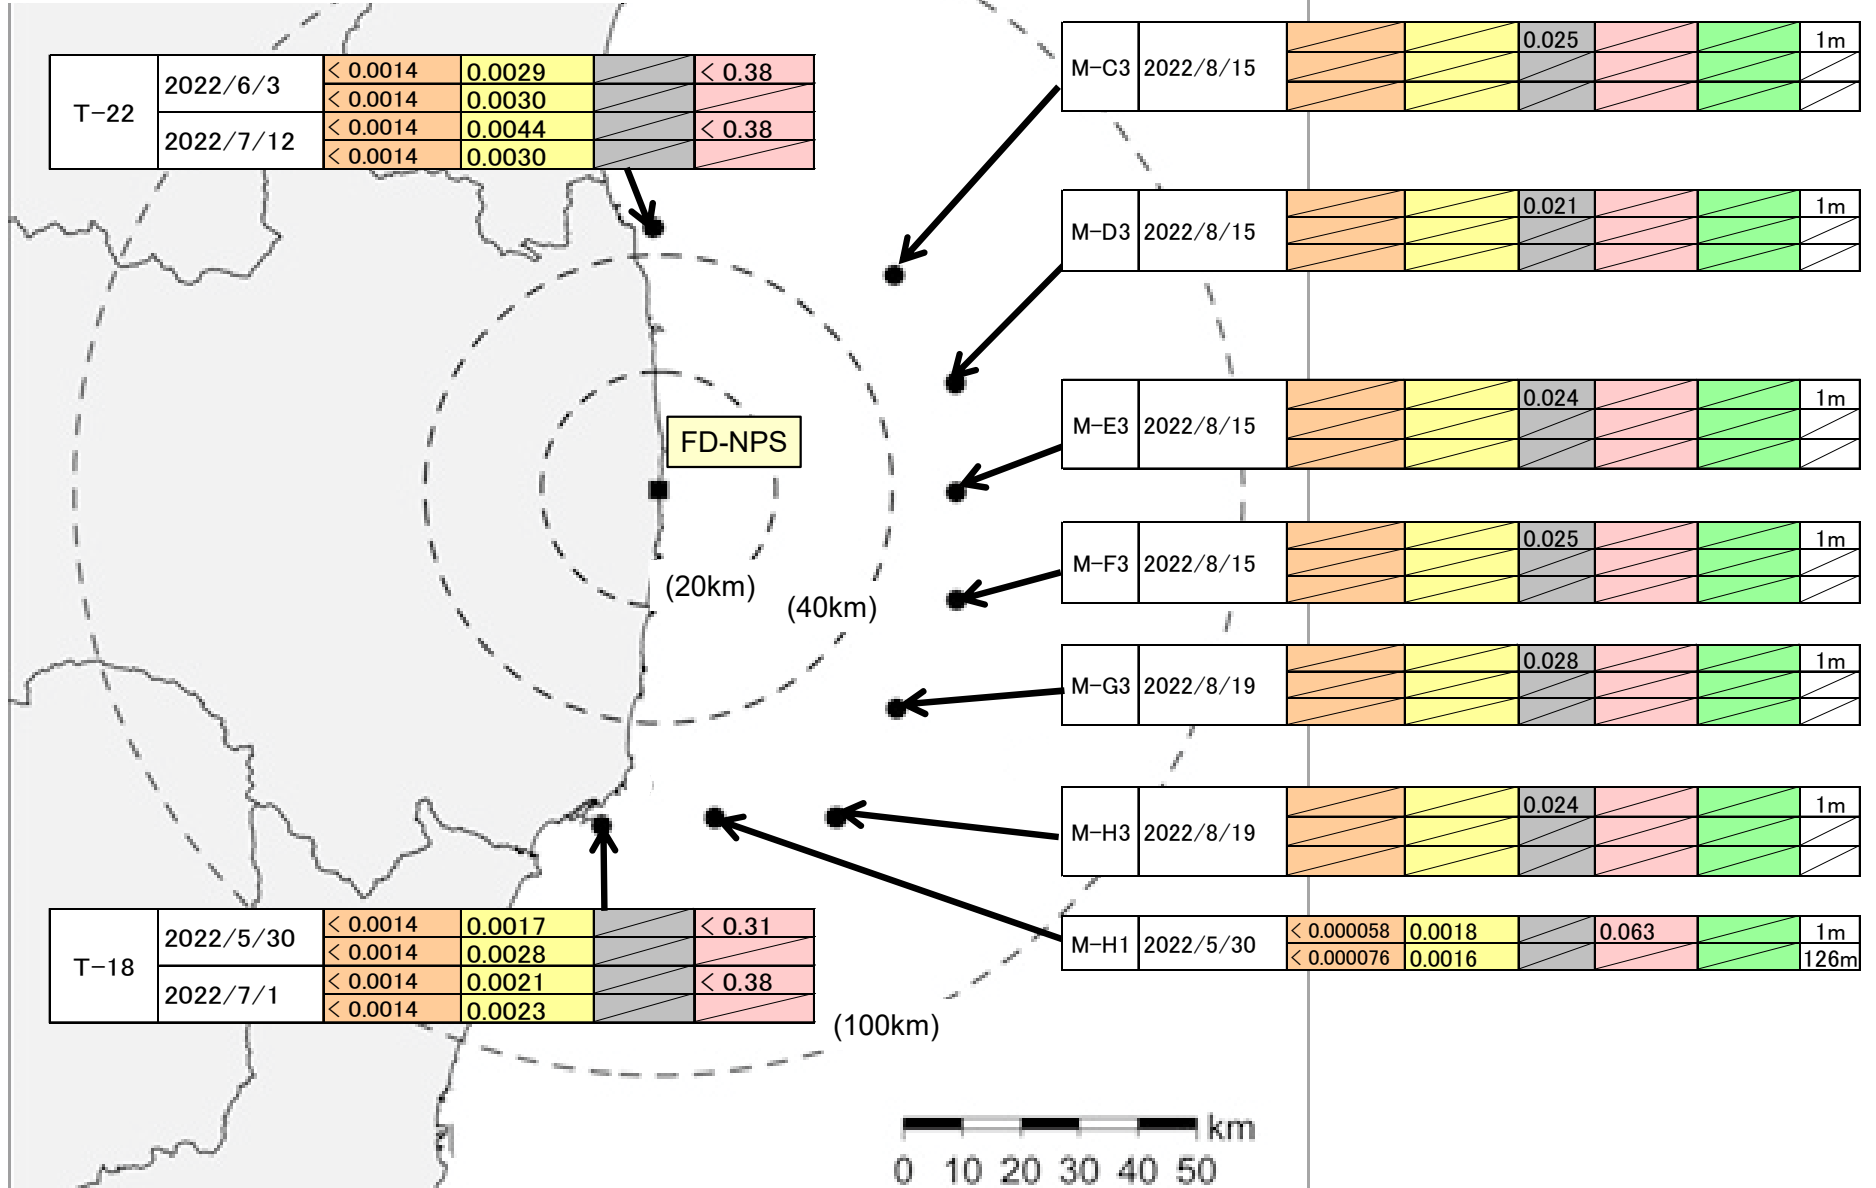 T-22
2022/6/3
< 0.0014 0.0029 < 0.38
< 0.0014 0.0030
2022/7/12
< 0.0014 0.0044 < 0.38
< 0.0014 0.0030
M-C3 2022/8/15 0.025 1m
M-D3 2022/8/15 0.021 1m
M-E3 2022/8/15 0.024 1m
FD-NPS
M-F3 2022/8/15 0.025 1m
(20km)
(40km)
M-G3 2022/8/19 0.028 1m
M-H3 2022/8/19 0.024 1m
M-H1 2022/5/30
< 0.000058 0.0018 0.063 1m
< 0.000076 0.0016 126m
T-18
2022/5/30
< 0.0014 0.0017 < 0.31
< 0.0014 0.0028
2022/7/1
< 0.0014 0.0021 < 0.38
< 0.0014 0.0023
(100km)
km
0 10 20 30 40 50